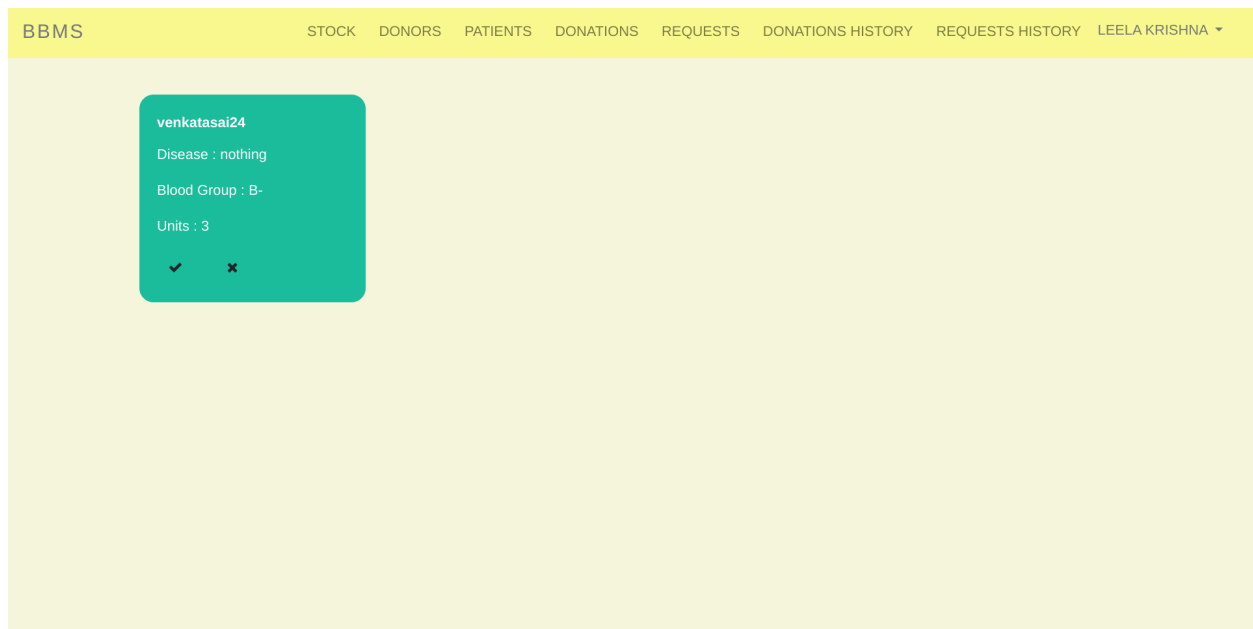 BBMS STOCK DONORS PATIENTS DONATIONS REQUESTS DONATIONS HISTORY REQUESTS HISTORY LEELA KRISHNA
venkatasai24
Disease : nothing
Blood Group : B-
Units : 3